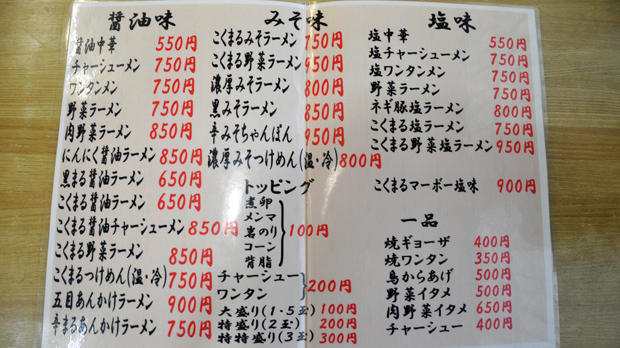 醤油味
醤油中華 550円
チャーシューメン 750円
ワンタンメン 750円
野菜ラーメン 750円
肉野菜ラーメン 850円
にんにく醤油ラーメン 850円
黒まる醤油ラーメン 650円
こくまる醤油ラーメン 650円
こくまる醤油チャーシューメン 850円
こくまる野菜ラーメン 850円
こくまるつけめん(温・冷) 750円
五目あんかけラーメン 900円
辛まるあんかけラーメン 750円
みそ味
こくまるみそラーメン 750円
こくまる野菜ラーメン 750円
濃厚みそラーメン 800円
黒みそラーメン 850円
辛みそちゃんぽん 950円
濃厚みそつけめん(温・冷) 800円
トッピング
煮卵
メンマ
岩のり 100円
コーン
背脂
チャーシュー
ワンタン 200円
大盛り(1・5玉) 100円
特盛り(2玉) 200円
特特盛り(3玉) 300円
塩味
塩中華 550円
塩チャーシューメン 750円
塩ワンタンメン 750円
野菜ラーメン 750円
ネギ豚塩ラーメン 800円
こくまる塩ラーメン 750円
こくまる野菜塩ラーメン 950円
こくまるマーボー塩味 900円
一品
焼ギョーザ 400円
焼ワンタン 350円
鳥からあげ 500円
野菜イタメ 500円
肉野菜イタメ 650円
チャーシュー 400円